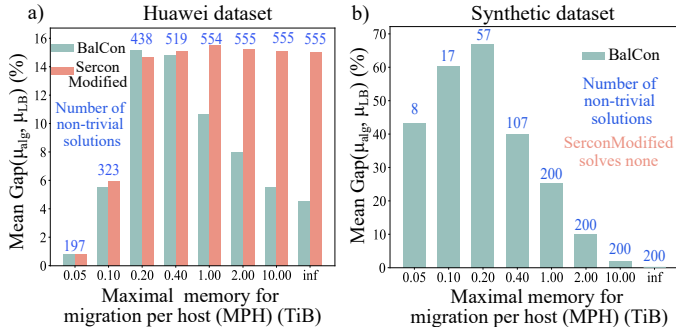 a)
Huawei dataset
Mean Gap(μalg, μLB) (%)
16
14
12
10
8
6
4
2
0
BalCon
Sercon
Modified
Number of
non-trivial
solutions
197
323
438
519
554
555
555
555
0.05
0.10
0.20
0.40
1.00
2.00
10.00
inf
Maximal memory for
migration per host (MPH) (TiB)
b)
Synthetic dataset
Mean Gap(μalg, μLB) (%)
70
60
50
40
30
20
10
0
BalCon
Number of
non-trivial
solutions
SerconModified
solves none
8
17
57
107
200
200
200
200
0.05
0.10
0.20
0.40
1.00
2.00
10.00
inf
Maximal memory for
migration per host (MPH) (TiB)